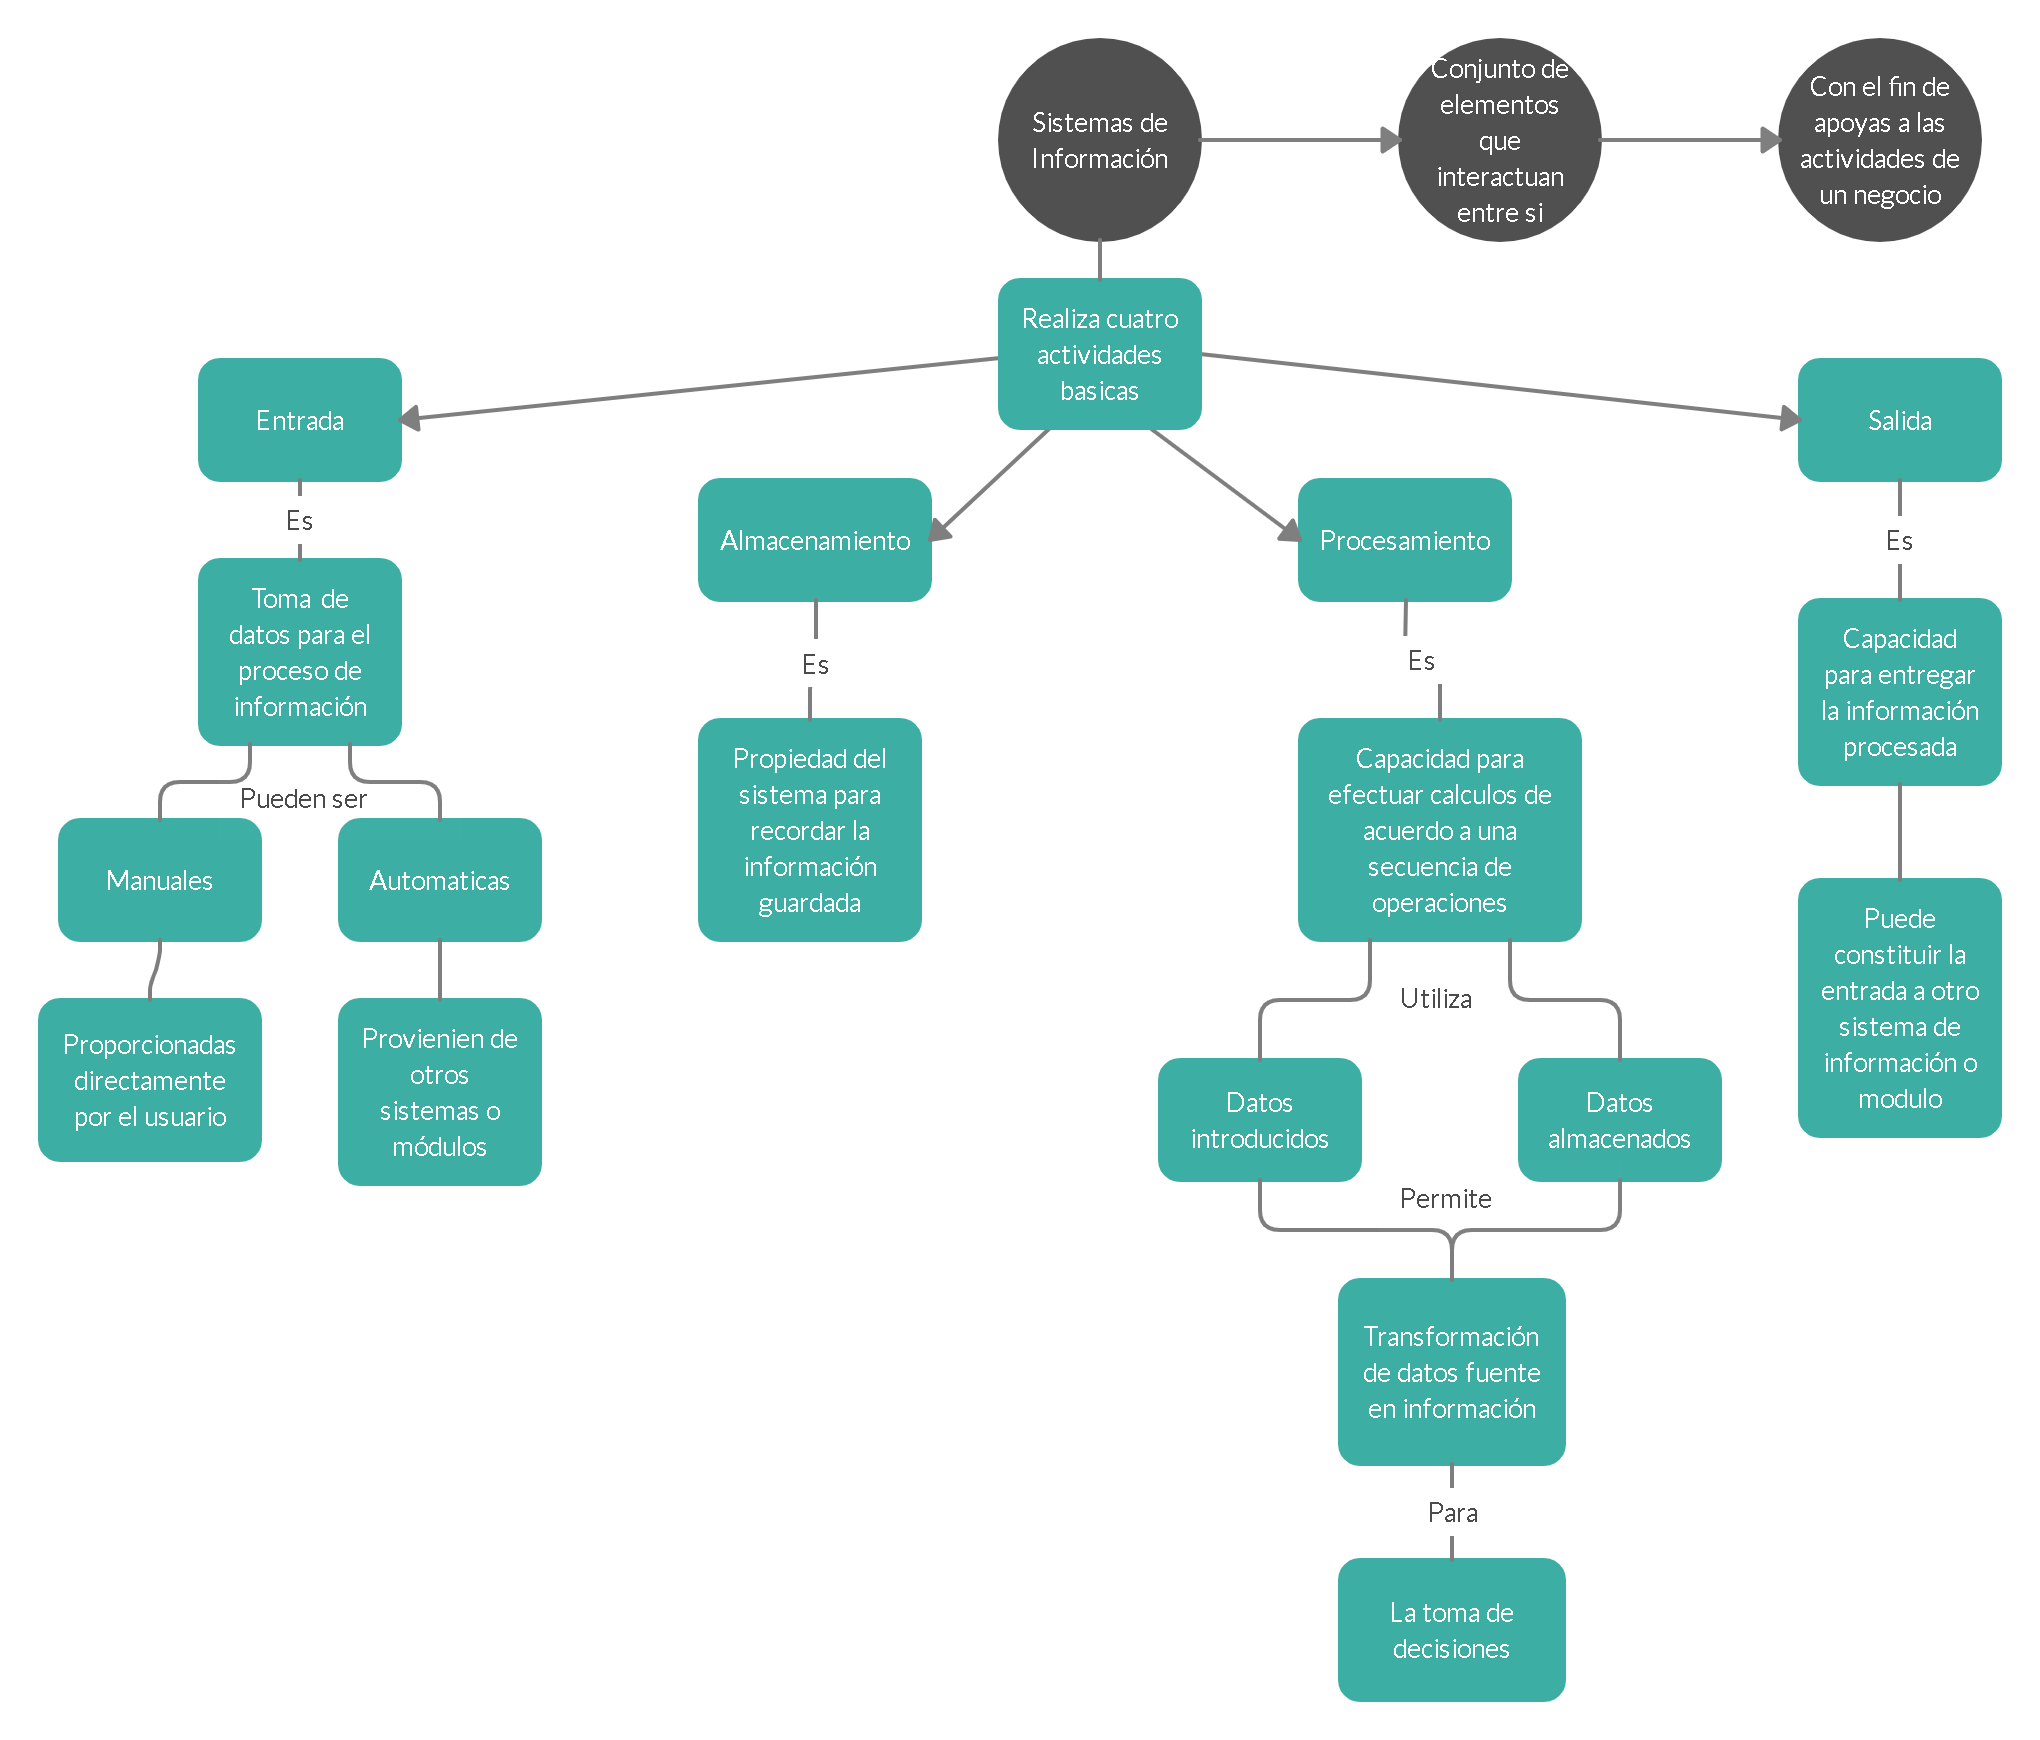 Sistemas de
Información
Conjunto de
elementos
que
interactuan
entre si
Con el fin de
apoyas a las
actividades de
un negocio
Realiza cuatro
actividades
basicas
Entrada
Es
Toma de
datos para el
proceso de
información
Pueden ser
Manuales
Automaticas
Proporcionadas
directamente
por el usuario
Provienien de
otros
sistemas o
módulos
Almacenamiento
Es
Propiedad del
sistema para
recordar la
información
guardada
Procesamiento
Es
Capacidad para
efectuar calculos de
acuerdo a una
secuencia de
operaciones
Utiliza
Datos
introducidos
Datos
almacenados
Permite
Transformación
de datos fuente
en información
Para
La toma de
decisiones
Salida
Es
Capacidad
para entregar
la información
procesada
Puede
constituir la
entrada a otro
sistema de
información o
modulo